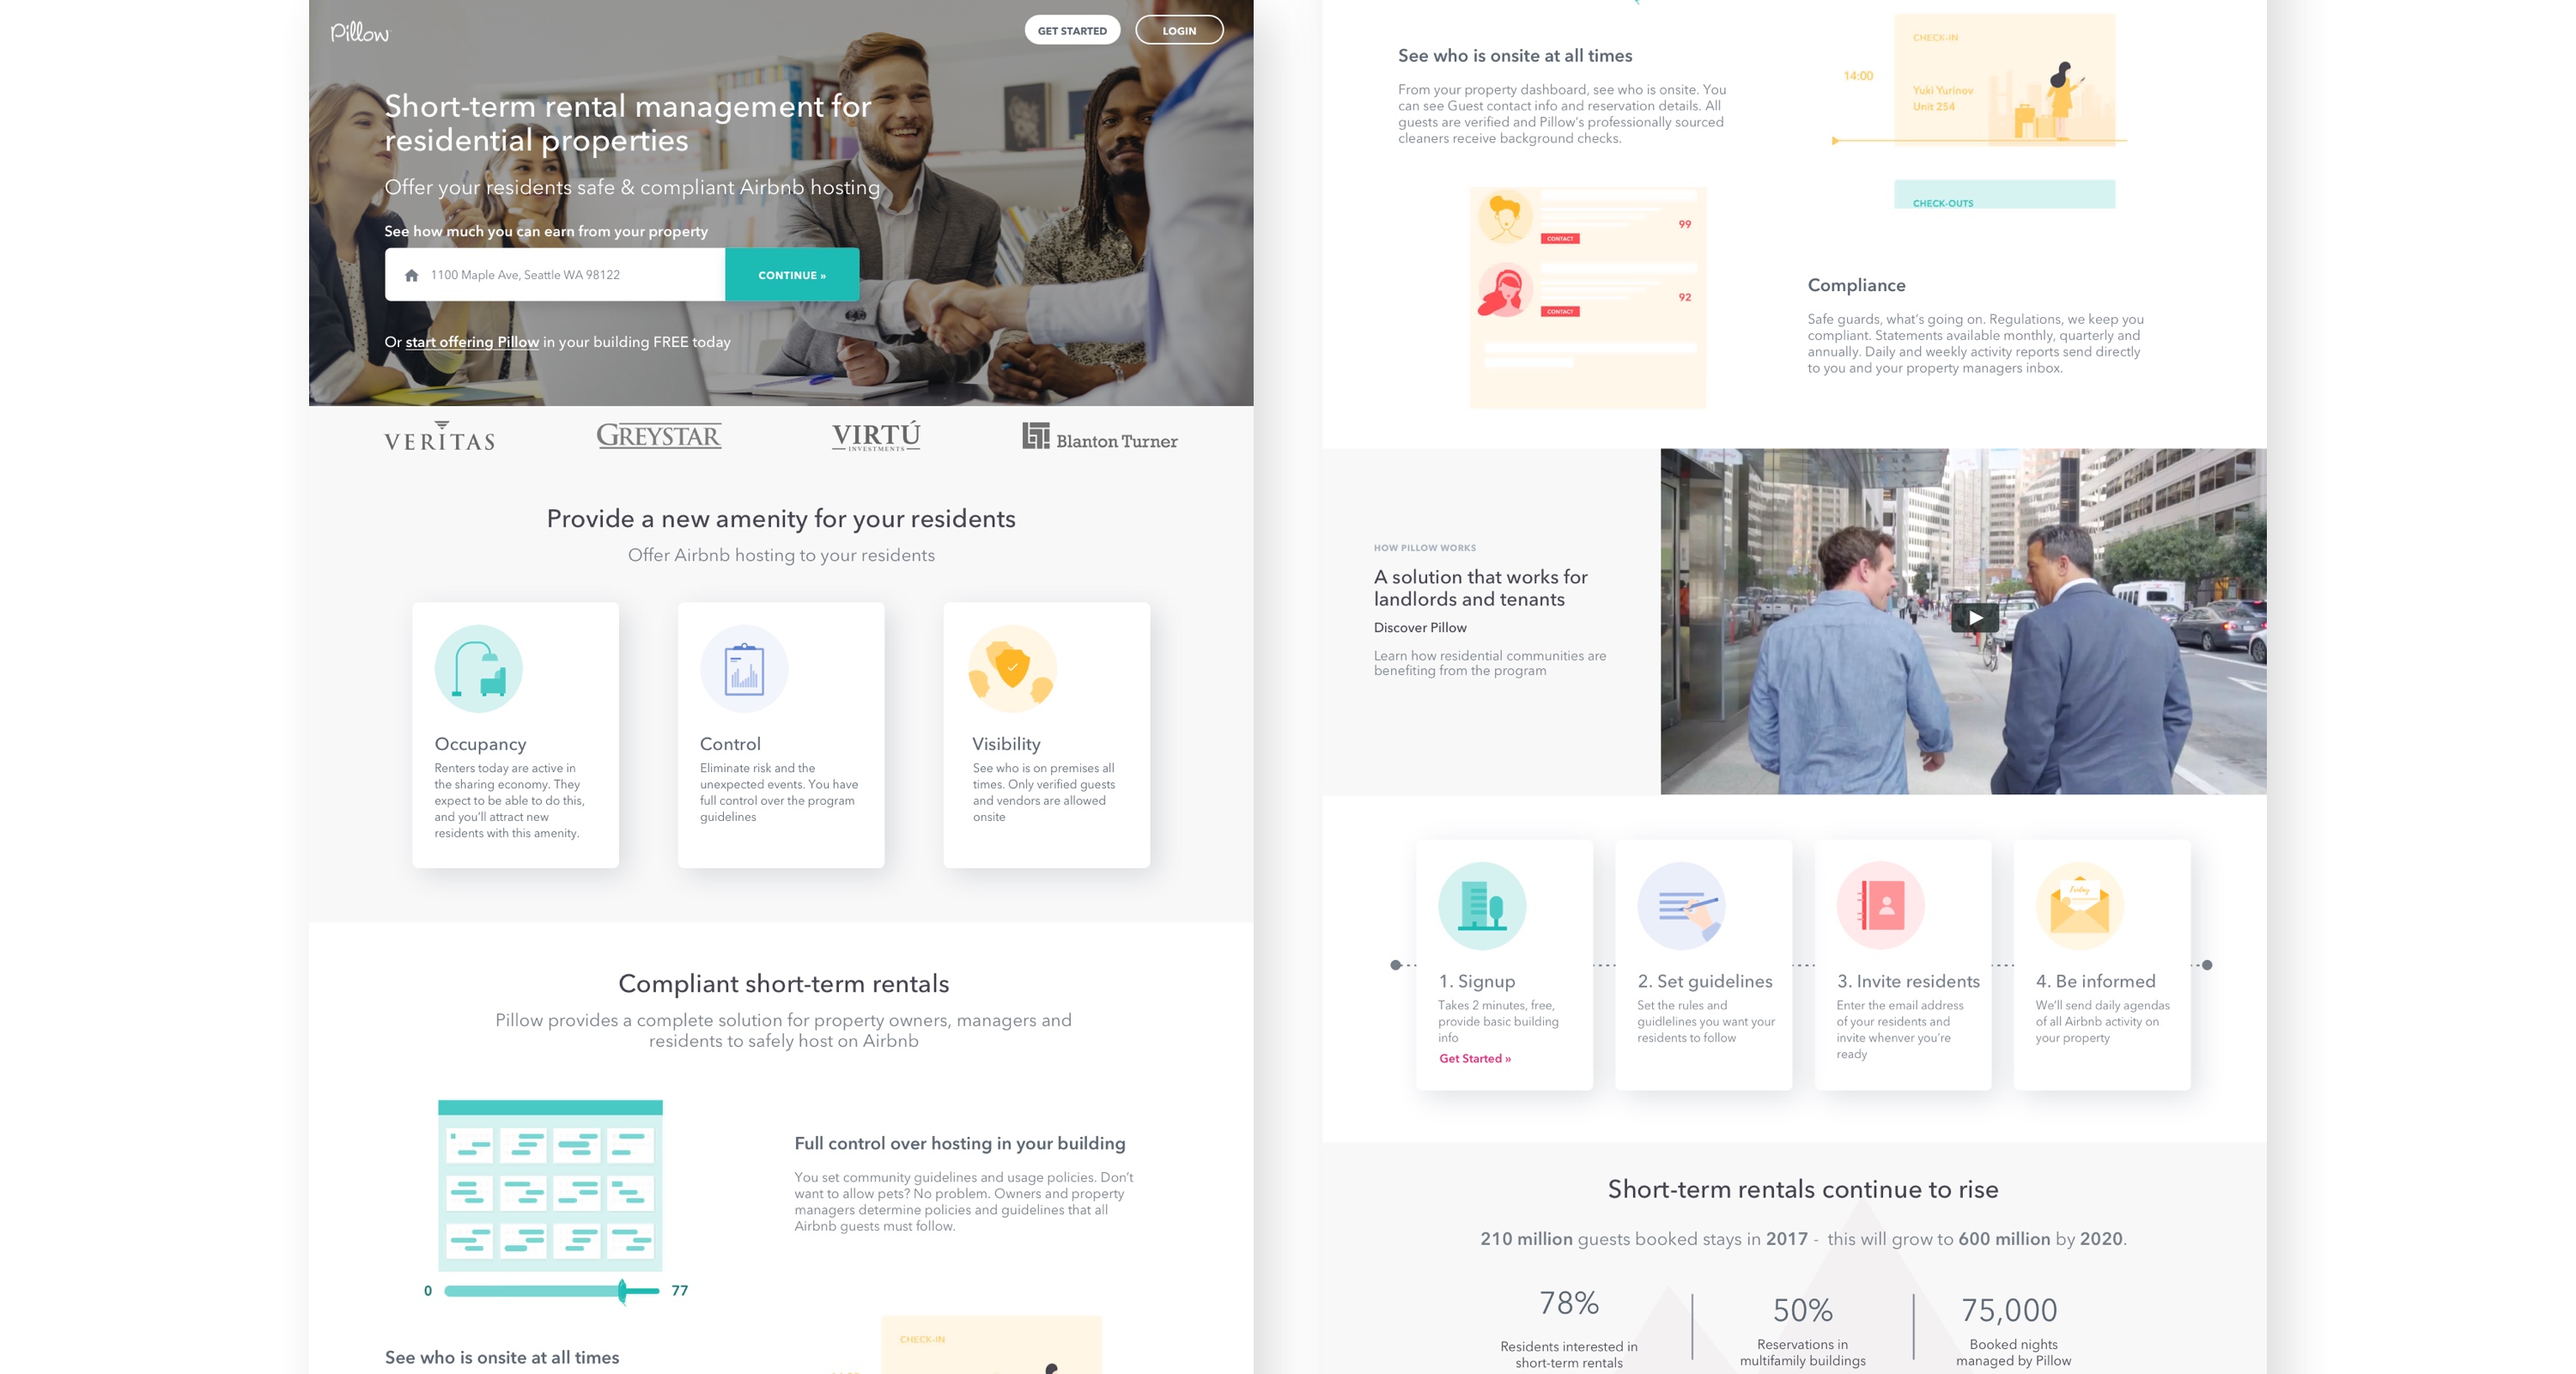 Pillow
GET STARTED
LOGIN
Short-term rental management for
residential properties
Offer your residents safe & compliant Airbnb hosting
See how much you can earn from your property
1100 Maple Ave, Seattle WA 98122
CONTINUE »
Or start offering Pillow in your building FREE today
VERITAS
GREYSTAR
VIRTÚ
INVESTMENTS
Blanton Turner
Provide a new amenity for your residents
Offer Airbnb hosting to your residents
Occupancy
Renters today are active in
the sharing economy. They
expect to be able to do this,
and you'll attract new
residents with this amenity.
Control
Eliminate risk and the
unexpected events. You have
full control over the program
guidelines
Visibility
See who is on premises all
times. Only verified guests
and vendors are allowed
onsite
Compliant short-term rentals
Pillow provides a complete solution for property owners, managers and
residents to safely host on Airbnb
Full control over hosting in your building
You set community guidelines and usage policies. Don't
want to allow pets? No problem. Owners and property
managers determine policies and guidelines that all
Airbnb guests must follow.
0
77
CHECK-IN
See who is onsite at all times
See who is onsite at all times
From your property dashboard, see who is onsite. You
can see Guest contact info and reservation details. All
guests are verified and Pillow's professionally sourced
cleaners receive background checks.
CHECK-IN
14:00
Yuki Yurinov
Unit 254
CHECK-OUTS
99
CONTACT
92
CONTACT
Compliance
Safe guards, what's going on. Regulations, we keep you
compliant. Statements available monthly, quarterly and
annually. Daily and weekly activity reports send directly
to you and your property managers inbox.
HOW PILLOW WORKS
A solution that works for
landlords and tenants
Discover Pillow
Learn how residential communities are
benefiting from the program
1. Signup
Takes 2 minutes, free,
provide basic building
info
Get Started »
2. Set guidelines
Set the rules and
guidlelines you want your
residents to follow
3. Invite residents
Enter the email address
of your residents and
invite whenver you're
ready
Friday
4. Be informed
We'll send daily agendas
of all Airbnb activity on
your property
Short-term rentals continue to rise
210 million guests booked stays in 2017 - this will grow to 600 million by 2020.
78%
Residents interested in
short-term rentals
50%
Reservations in
multifamily buildings
75,000
Booked nights
managed by Pillow